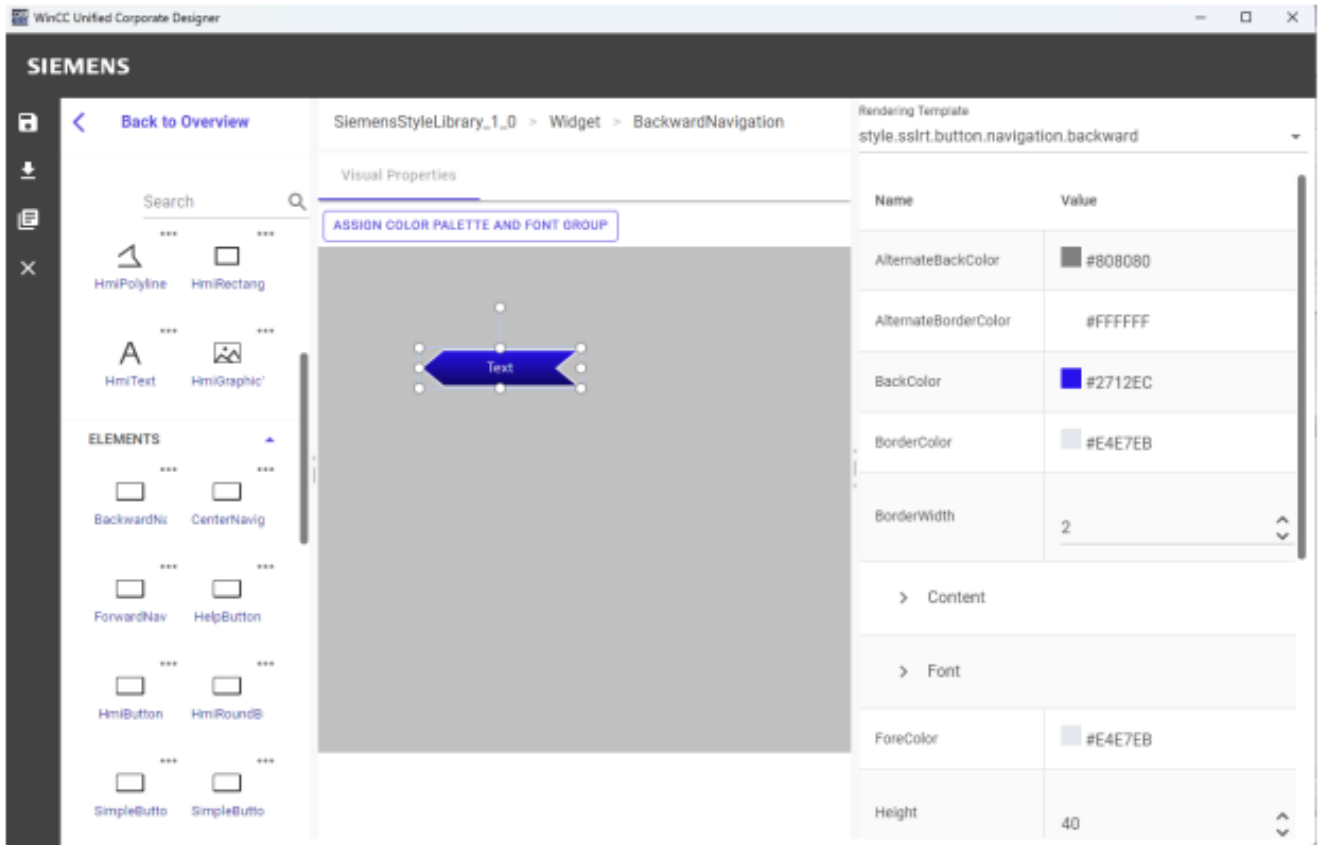 WinCC Unified Corporate Designer
SIEMENS
Back to Overview
Search
HmiPolyline HmiRectang
HmiText HmiGraphic'
ELEMENTS
BackwardNa CenterNavig
ForwardNav HelpButton
HmiButton HmiRoundB
SimpleButto SimpleButto
SiemensStyleLibrary_1_0 > Widget > BackwardNavigation
Visual Properties
ASSIGN COLOR PALETTE AND FONT GROUP
Text
Rendering Template
style.sslrt.button.navigation.backward
Name Value
AlternateBackColor #808080
AlternateBorderColor #FFFFFF
BackColor #2712EC
BorderColor #E4E7EB
BorderWidth 2
Content
Font
ForeColor #E4E7EB
Height 40